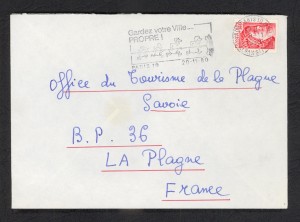 Gardez votre Ville...
PROPRE !
Office du Tourisme de la Plagne
Savoie
B.P. 36
LA Plagne
France